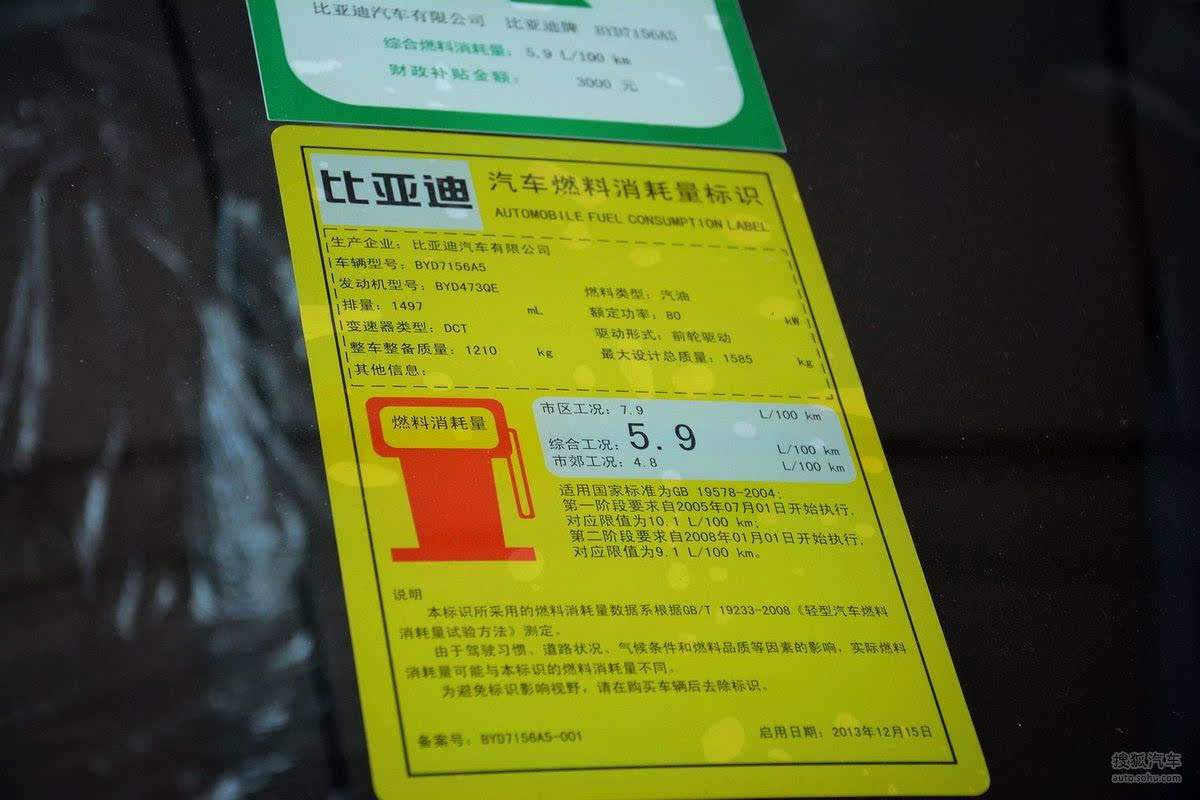 比亚迪汽车有限公司 比亚迪牌 BYD7156A5
综合燃料消耗量: 5.9 L/100 km
财政补贴金额: 3000 元
比亚迪 汽车燃料消耗量标识
AUTOMOBILE FUEL CONSUMPTION LABEL
生产企业: 比亚迪汽车有限公司
车辆型号: BYD7156A5
发动机型号: BYD473QE 燃料类型: 汽油
排量: 1497 mL 额定功率: 80 kW
变速器类型: DCT 驱动形式: 前轮驱动
整车整备质量: 1210 kg 最大设计总质量: 1585 kg
其他信息:
燃料消耗量
市区工况: 7.9 L/100 km
综合工况: 5.9 L/100 km
市郊工况: 4.8 L/100 km
适用国家标准为GB 19578-2004;
第一阶段要求自2005年07月01日开始执行,
对应限值为10.1 L/100 km;
第二阶段要求自2008年01月01日开始执行,
对应限值为9.1 L/100 km。
说明
本标识所采用的燃料消耗量数据系根据GB/T 19233-2008《轻型汽车燃料
消耗量试验方法》测定。
由于驾驶习惯、道路状况、气候条件和燃料品质等因素的影响, 实际燃料
消耗量可能与本标识的燃料消耗量不同。
为避免标识影响视野, 请在购买车辆后去除标识。
备案号: BYD7156A5-001 启用日期: 2013年12月15日
搜狐汽车
auto.sohu.com